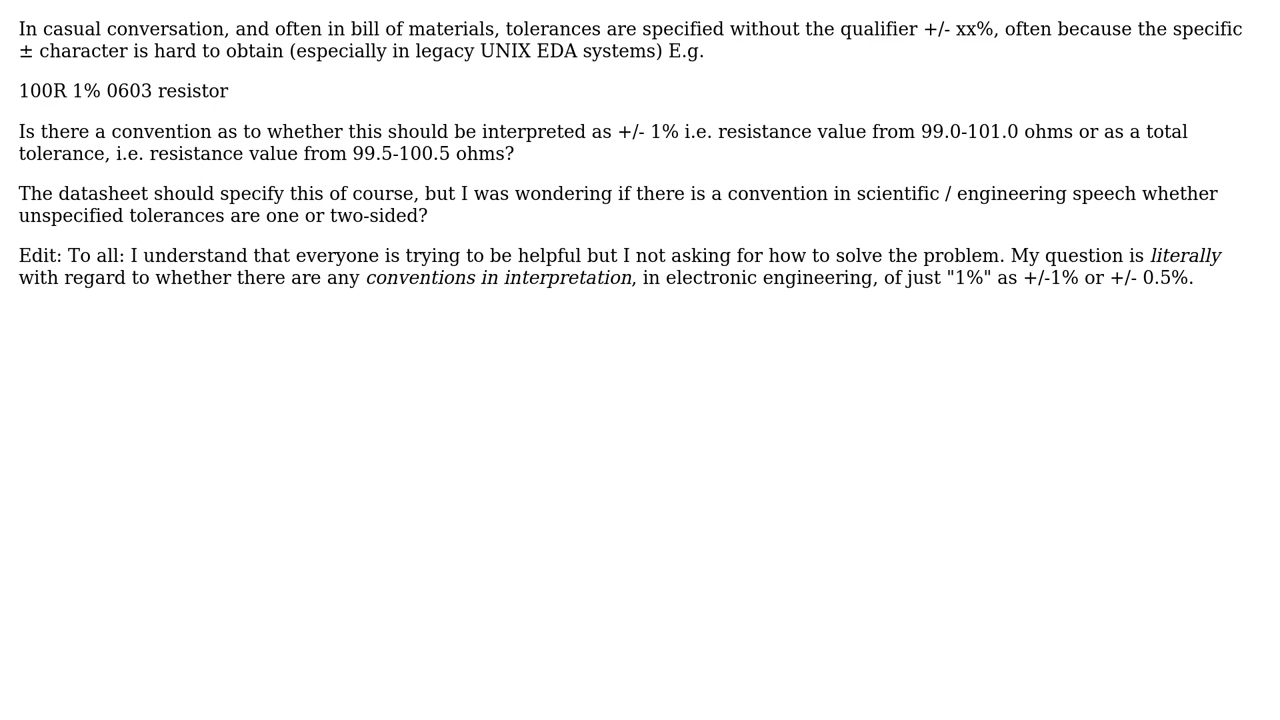 In casual conversation, and often in bill of materials, tolerances are specified without the qualifier +/- xx%, often because the specific
± character is hard to obtain (especially in legacy UNIX EDA systems) E.g.
100R 1% 0603 resistor
Is there a convention as to whether this should be interpreted as +/- 1% i.e. resistance value from 99.0-101.0 ohms or as a total
tolerance, i.e. resistance value from 99.5-100.5 ohms?
The datasheet should specify this of course, but I was wondering if there is a convention in scientific / engineering speech whether
unspecified tolerances are one or two-sided?
Edit: To all: I understand that everyone is trying to be helpful but I not asking for how to solve the problem. My question is literally
with regard to whether there are any conventions in interpretation, in electronic engineering, of just "1%" as +/-1% or +/- 0.5%.